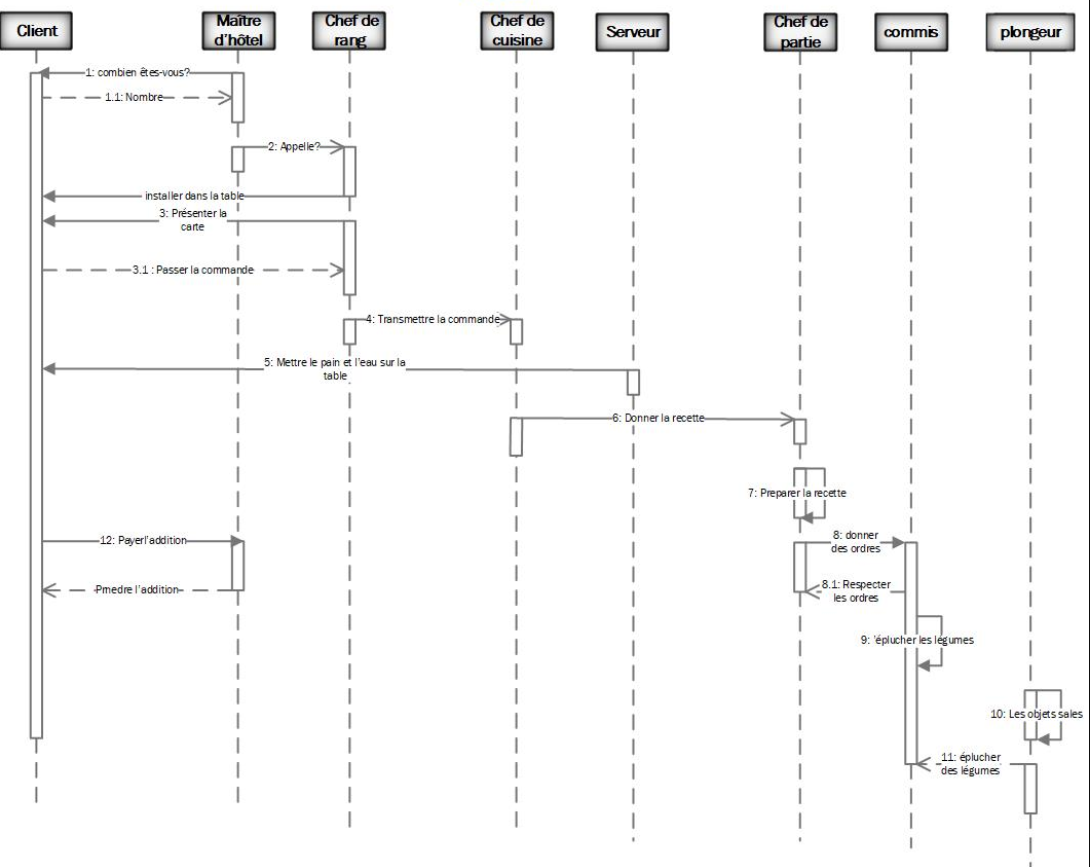 Client
Maître
d'hôtel
Chef de
rang
Chef de
cuisine
Serveur
Chef de
partie
commis
plongeur
1: combien êtes-vous?
1.1: Nombre
2: Appelle?
installer dans la table
3: Présenter la
carte
3.1 : Passer la commande
4: Transmettre la commande
5: Mettre le pain et l'eau sur la
table
6: Donner la recette
7: Preparer la recette
12: Payerl'addition
8: donner
des ordres
Pmedre l'addition
8.1: Respecter
les ordres
9: 'éplucher les légumes
10: Les objets sales
11: éplucher
des légumes